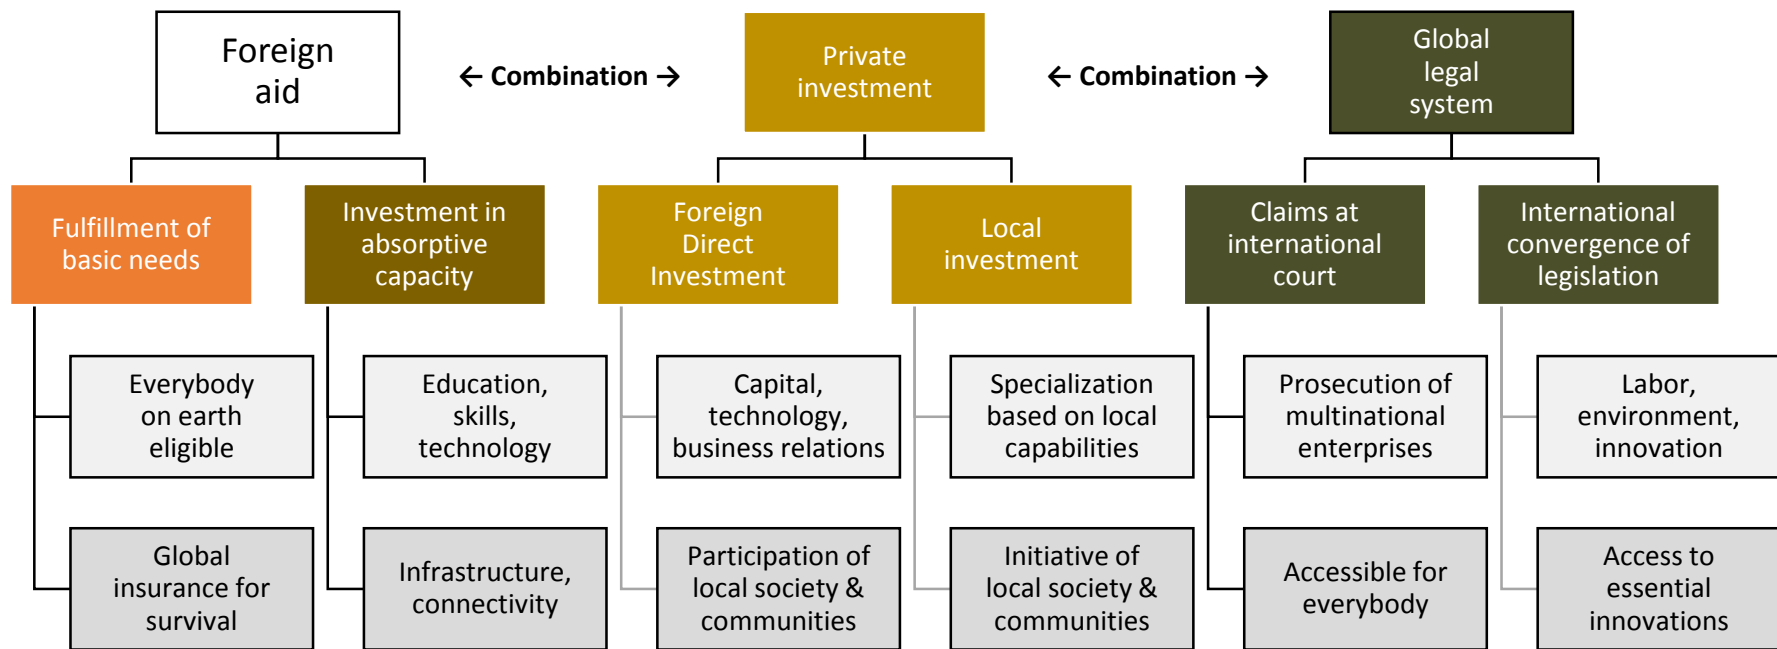 Foreign
aid
← Combination →
Private
investment
← Combination →
Global
legal
system
Fulfillment of
basic needs
Investment in
absorptive
capacity
Foreign
Direct
Investment
Local
investment
Claims at
international
court
International
convergence of
legislation
Everybody
on earth
eligible
Education,
skills,
technology
Capital,
technology,
business relations
Specialization
based on local
capabilities
Prosecution of
multinational
enterprises
Labor,
environment,
innovation
Global
insurance for
survival
Infrastructure,
connectivity
Participation of
local society &
communities
Initiative of
local society &
communities
Accessible for
everybody
Access to
essential
innovations